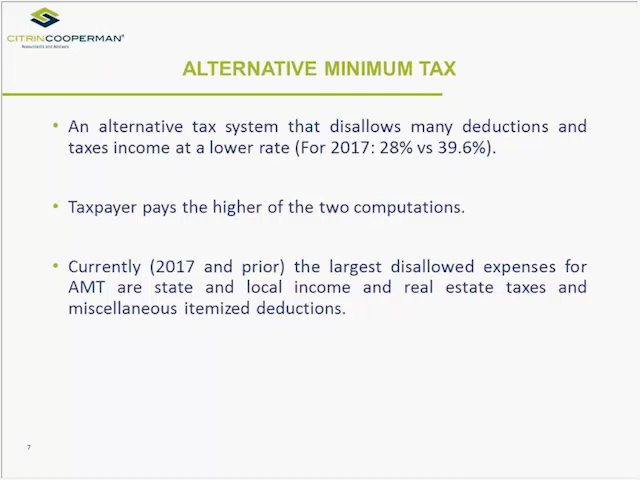 CITRINCOOPERMAN®
Accountants and Advisors
ALTERNATIVE MINIMUM TAX
• An alternative tax system that disallows many deductions and
taxes income at a lower rate (For 2017: 28% vs 39.6%).
• Taxpayer pays the higher of the two computations.
• Currently (2017 and prior) the largest disallowed expenses for
AMT are state and local income and real estate taxes and
miscellaneous itemized deductions.
7